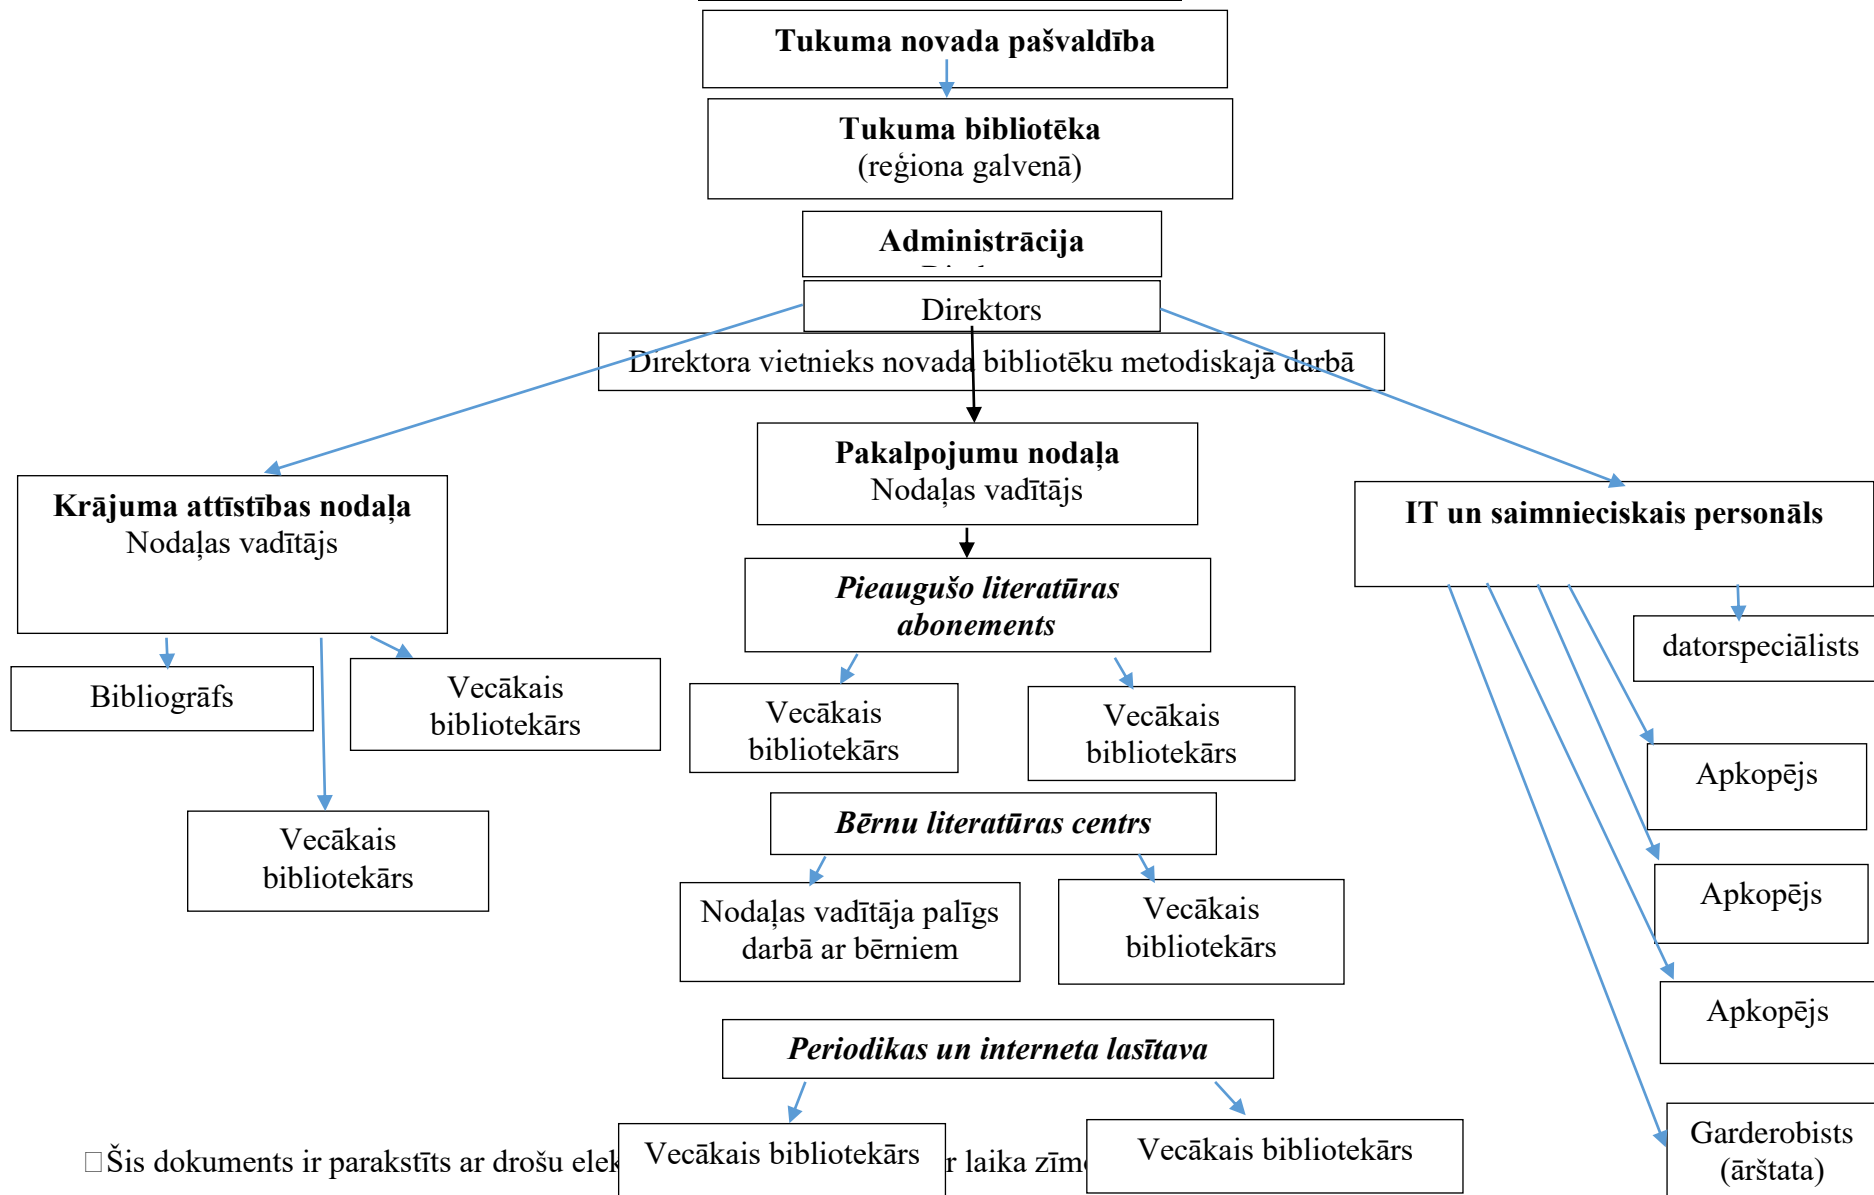 Tukuma novada pašvaldība
Tukuma bibliotēka
(reģiona galvenā)
Administrācija
Direktors
Direktora vietnieks novada bibliotēku metodiskajā darbā
Pakalpojumu nodaļa
Nodaļas vadītājs
Krājuma attīstības nodaļa
Nodaļas vadītājs
IT un saimnieciskais personāls
Pieaugušo literatūras
abonements
datorspeciālists
Bibliogrāfs
Vecākais
bibliotekārs
Vecākais
bibliotekārs
Vecākais
bibliotekārs
Apkopējs
Vecākais
bibliotekārs
Bērnu literatūras centrs
Apkopējs
Nodaļas vadītāja palīgs
darbā ar bērniem
Vecākais
bibliotekārs
Apkopējs
Periodikas un interneta lasītava
Vecākais bibliotekārs
Vecākais bibliotekārs
Garderobists
(ārštata)
Šis dokuments ir parakstīts ar drošu elek
r laika zīmo